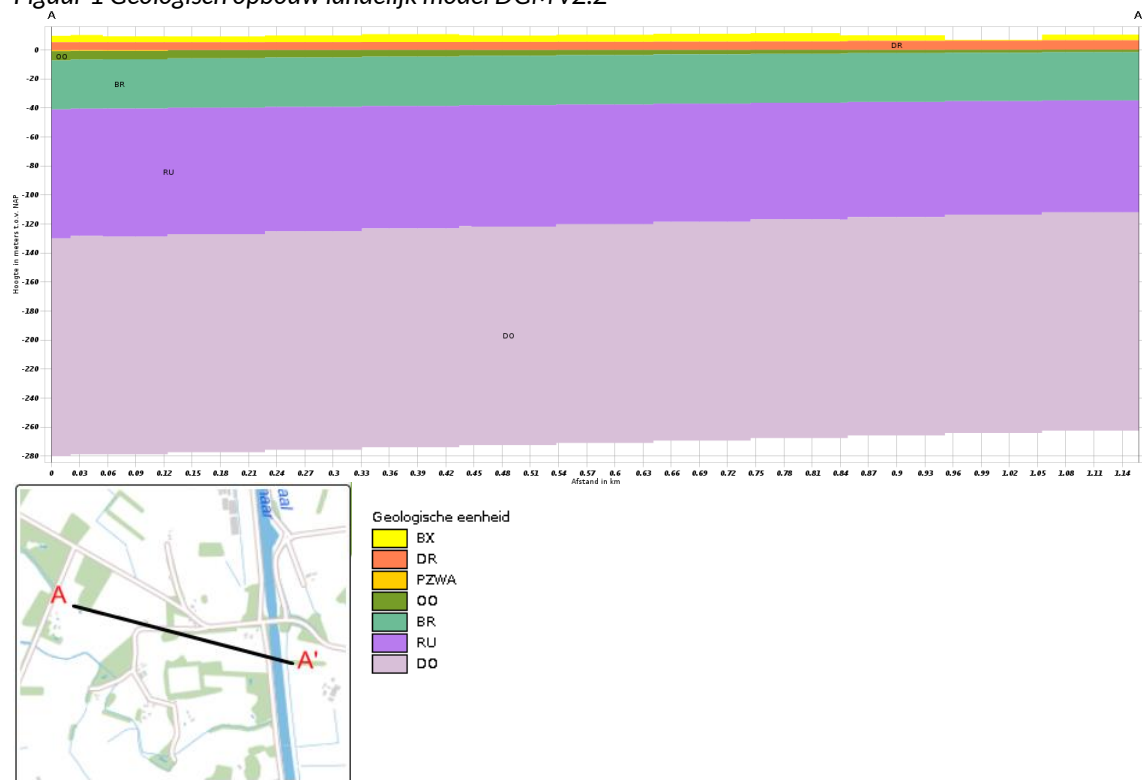 Figuur 1 Geologisch opbouw landelijk model DGM v2.2
A A
DR
OO
BR
RU
DO
Hoogte in meters t.o.v. NAP
0
-20
-40
-60
-80
-100
-120
-140
-160
-180
-200
-220
-240
-260
-280
0 0.03 0.06 0.09 0.12 0.15 0.18 0.21 0.24 0.27 0.3 0.33 0.36 0.39 0.42 0.45 0.48 0.51 0.54 0.57 0.6 0.63 0.66 0.69 0.72 0.75 0.78 0.81 0.84 0.87 0.9 0.93 0.96 0.99 1.02 1.05 1.08 1.11 1.14
Afstand in km
naal
aal
A
A'
Geologische eenheid
BX
DR
PZWA
OO
BR
RU
DO